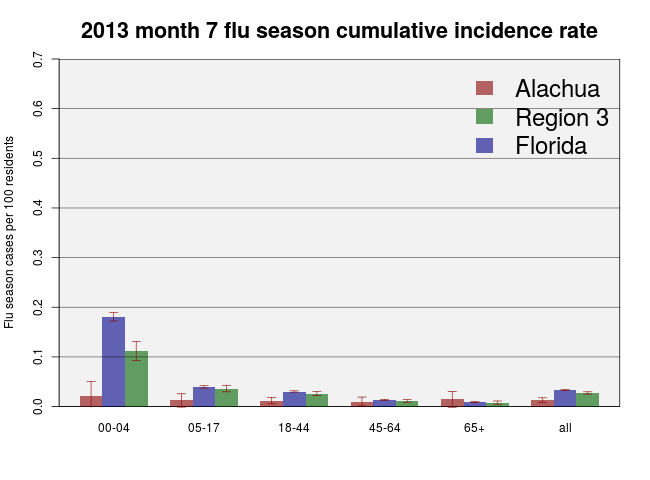 2013 month 7 flu season cumulative incidence rate
Flu season cases per 100 residents
0.7
0.6
0.5
0.4
0.3
0.2
0.1
0.0
Alachua
Region 3
Florida
00-04
05-17
18-44
45-64
65+
all